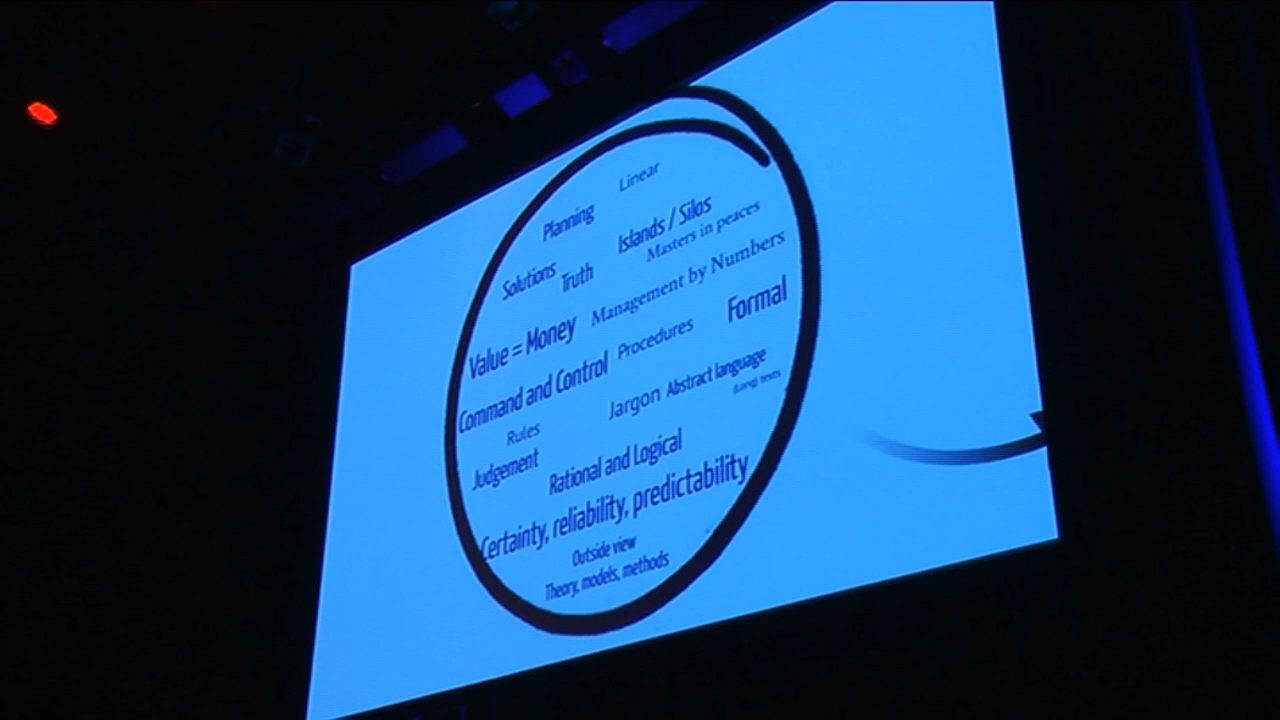 Linear
Planning
Islands / Silos
Masters in peaces
Solutions
Truth
Management by Numbers
Formal
Value = Money
Procedures
Command and Control
Abstract language
(Long) texts
Jargon
Rules
Judgement
Rational and Logical
Certainty, reliability, predictability
Outside view
Theory, models, methods